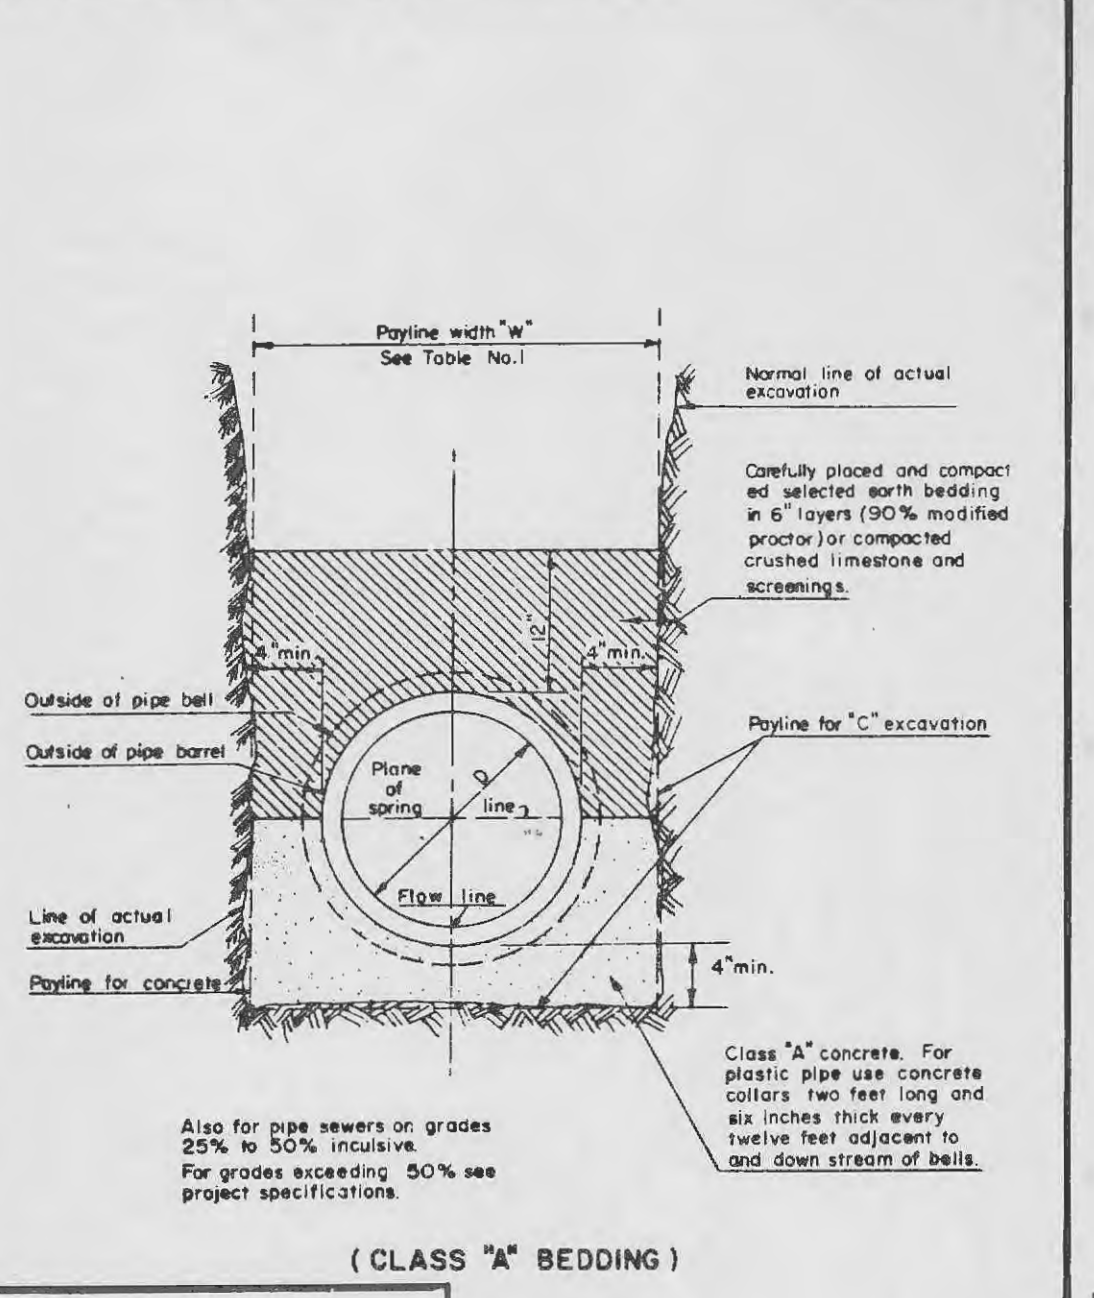 Payline width "W"
See Table No.1
Normal line of actual
excavation
Carefully placed and compact
ed selected earth bedding
in 6" layers (90% modified
proctor) or compacted
crushed limestone and
screenings.
12"
4"min.
4"min.
Outside of pipe bell
Outside of pipe barrel
Payline for "C" excavation
Plane
of
spring line
D
Flow line
Line of actual
excavation
Payline for concrete
4"min.
Class "A" concrete. For
plastic pipe use concrete
collars two feet long and
six inches thick every
twelve feet adjacent to
and down stream of bells.
Also for pipe sewers on grades
25% to 50% inculsive.
For grades exceeding 50% see
project specifications.
(CLASS "A" BEDDING)